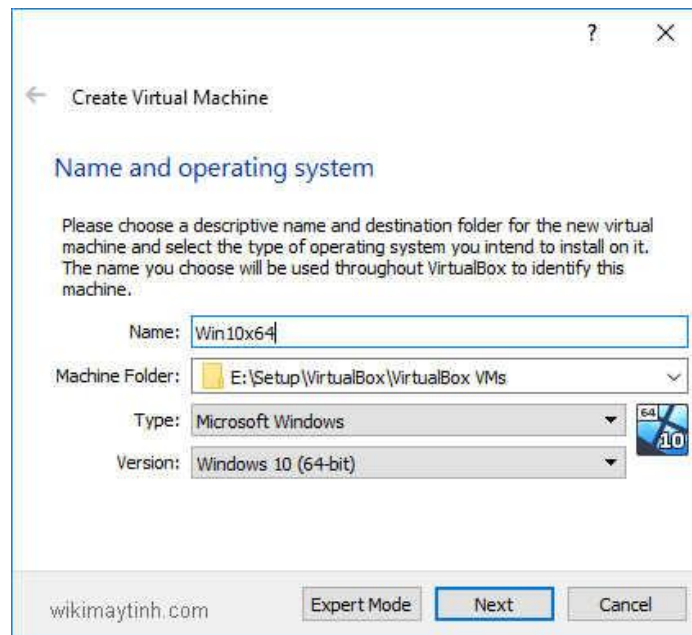 ?
Create Virtual Machine
Name and operating system
Please choose a descriptive name and destination folder for the new virtual
machine and select the type of operating system you intend to install on it.
The name you choose will be used throughout VirtualBox to identify this
machine.
Name: Win10x64
Machine Folder: E:\Setup\VirtualBox\VirtualBox VMs
Type: Microsoft Windows
64
Version: Windows 10 (64-bit)
10
wikimaytinh.com Expert Mode Next Cancel